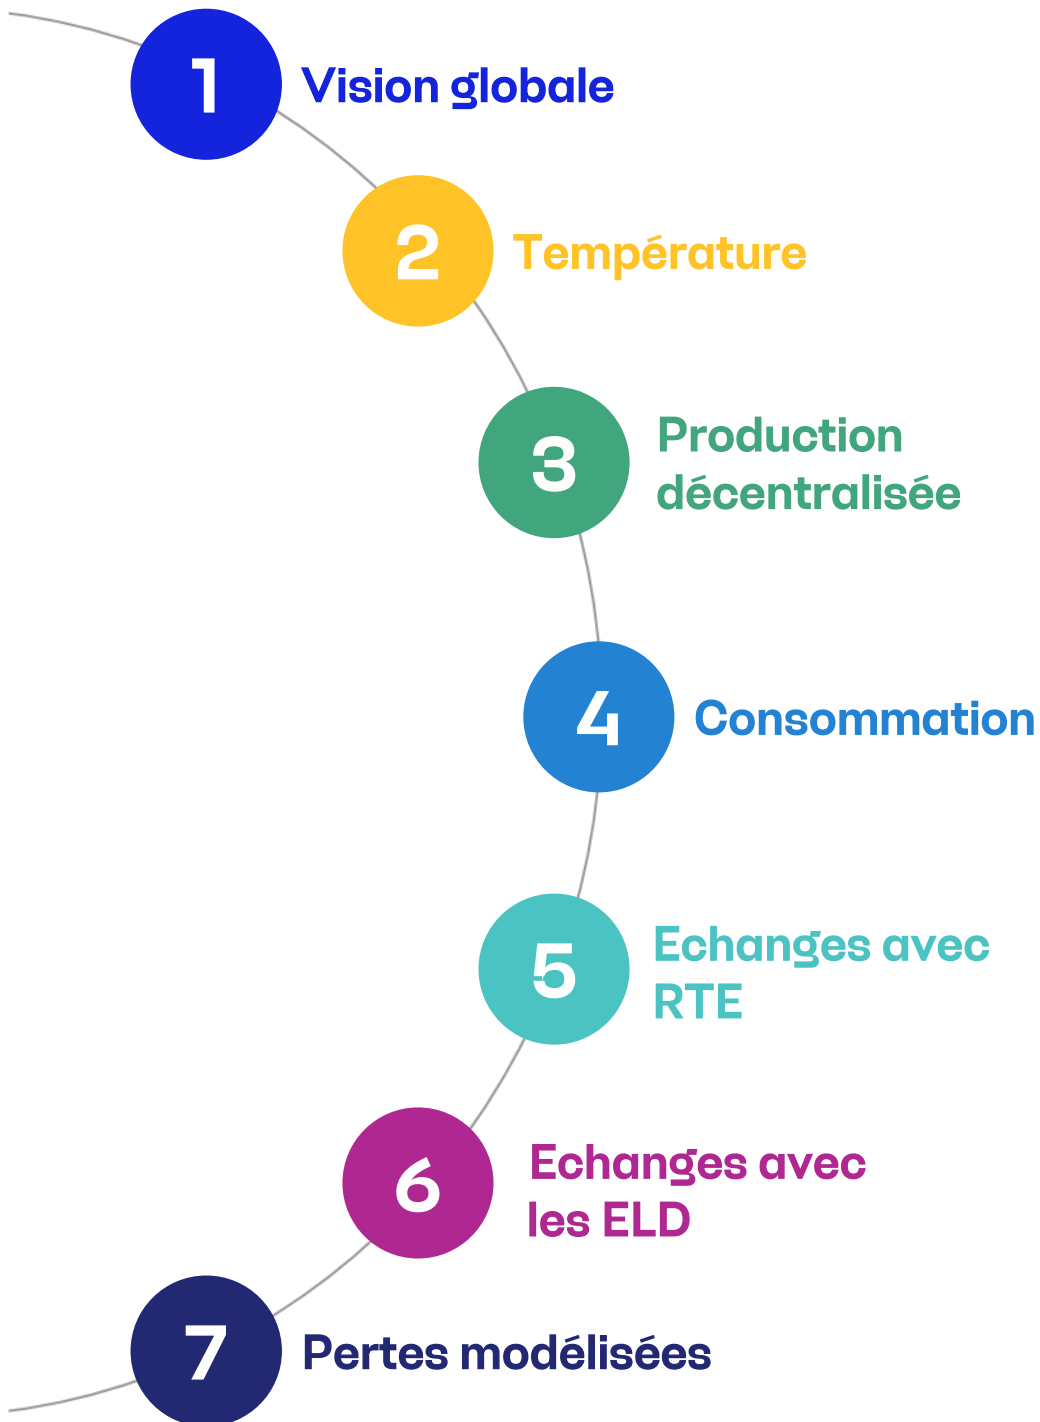 1 Vision globale
2 Température
3 Production
décentralisée
4 Consommation
5 Echanges avec
RTE
6 Echanges avec
les ELD
7 Pertes modélisées